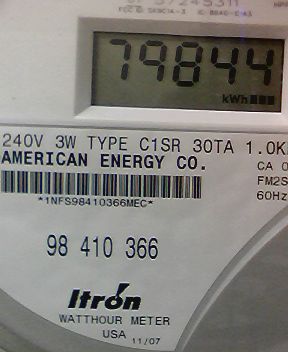 79844
kWh
240V 3W TYPE C1SR 30TA 1.0K
AMERICAN ENERGY CO.
CA 0
*1NFS98410366MEC*
FM2S
60Hz
98 410 366
Itron
WATTHOUR METER
USA 11/07